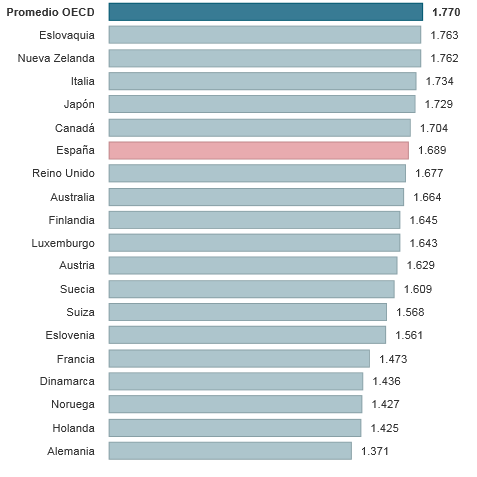 Promedio OECD 1.770
Eslovaquia 1.763
Nueva Zelanda 1.762
Italia 1.734
Japón 1.729
Canadá 1.704
España 1.689
Reino Unido 1.677
Australia 1.664
Finlandia 1.645
Luxemburgo 1.643
Austria 1.629
Suecia 1.609
Suiza 1.568
Eslovenia 1.561
Francia 1.473
Dinamarca 1.436
Noruega 1.427
Holanda 1.425
Alemania 1.371